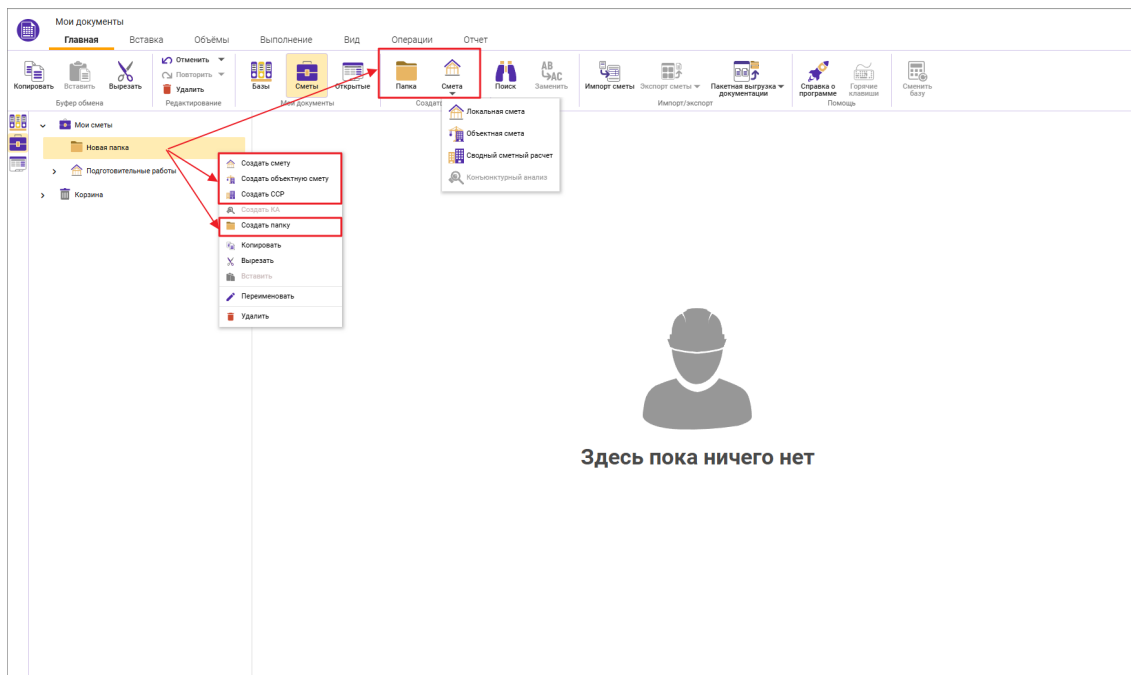 Мои документы
Главная Вставка Объёмы Выполнение Вид Операции Отчет
Копировать Вставить Вырезать
Отменить
Повторить
Удалить
Базы Сметы Открытые
Папка Смета
Поиск Заменить
AB
AC
Импорт сметы Экспорт сметы Пакетная выгрузка документации
Справка о программе Горячие клавиши
Сменить базу
Буфер обмена Редактирование Мои документы Создат Импорт/экспорт Помощь
Мои сметы
Новая папка
Подготовительные работы
Корзина
Создать смету
Создать объектную смету
Создать ССР
Создать КА
Создать папку
Копировать
Вырезать
Вставить
Переименовать
Удалить
Локальная смета
Объектная смета
Сводный сметный расчет
Конъюнктурный анализ
Здесь пока ничего нет